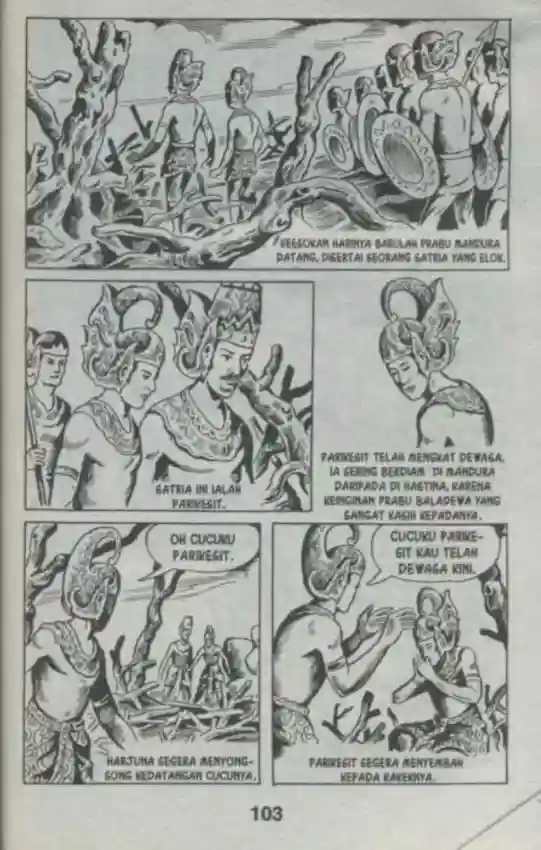 KEESOKAN HARINYA BARULAH PRABU MANDURA
DATANG, DISERTAI SEORANG SATRIA YANG ELOK.
SATRIA INI IALAH
PARIKESIT.
PARIKESIT TELAH MENGKAT DEWASA.
IA SERING BERDIAM DI MANDURA
DARIPADA DI HASTINA, KARENA
KEINGINAN PRABU BALADEWA YANG
SANGAT KASIH KEPADANYA.
OH CUCUKU
PARIKESIT.
HARJUNA SEGERA MENYONG-
SONG KEDATANGAN CUCUNYA.
CUCUKU PARIKE-
SIT KAU TELAH
DEWASA KINI.
PARIKESIT SEGERA MENYEMBAH
KEPADA KAKEKNYA.
103